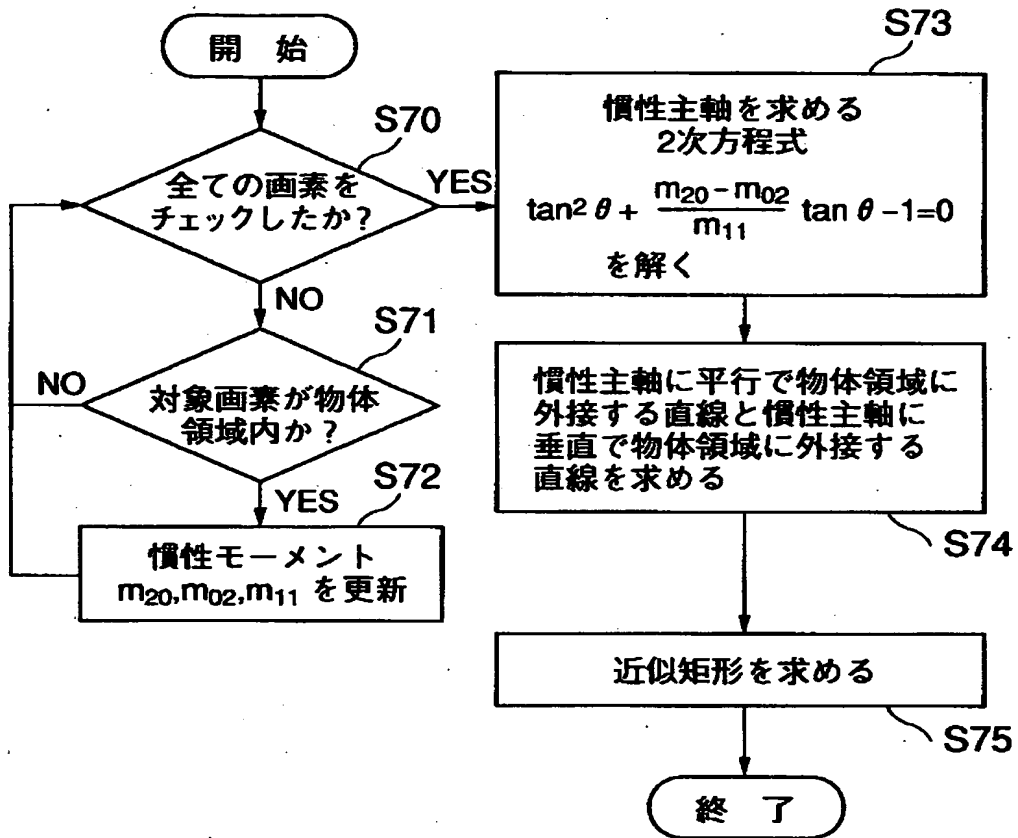 開 始
S70
全ての画素を
チェックしたか?
YES
NO
S71
対象画素が物体
領域内か?
NO
YES
S72
慣性モーメント
m₂₀,m₀₂,m₁₁ を更新
S73
慣性主軸を求める
2次方程式
tan² θ + (m₂₀ - m₀₂)/m₁₁ tan θ -1=0
を解く
慣性主軸に平行で物体領域に
外接する直線と慣性主軸に
垂直で物体領域に外接する
直線を求める
S74
近似矩形を求める
S75
終 了